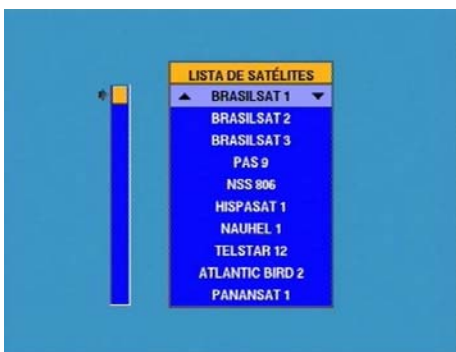 LISTA DE SATÉLITES
BRASILSAT 1
BRASILSAT 2
BRASILSAT 3
PAS 9
NSS 806
HISPASAT 1
NAUHEL 1
TELSTAR 12
ATLANTIC BIRD 2
PANANSAT 1